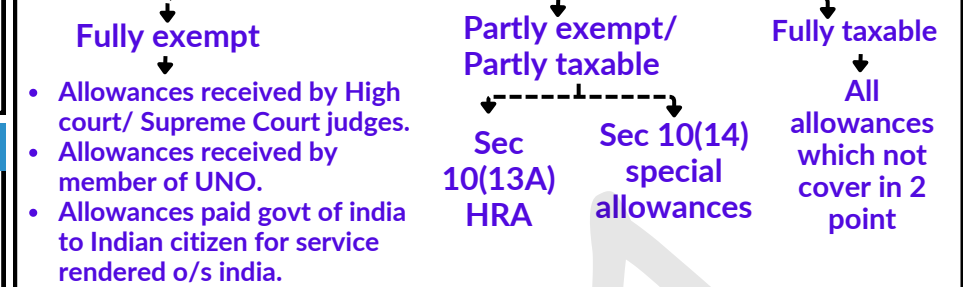 Fully exempt
• Allowances received by High
court/ Supreme Court judges.
• Allowances received by
member of UNO.
• Allowances paid govt of india
to Indian citizen for service
rendered o/s india.
Partly exempt/
Partly taxable
Sec
10(13A)
HRA
Sec 10(14)
special
allowances
Fully taxable
All
allowances
which not
cover in 2
point